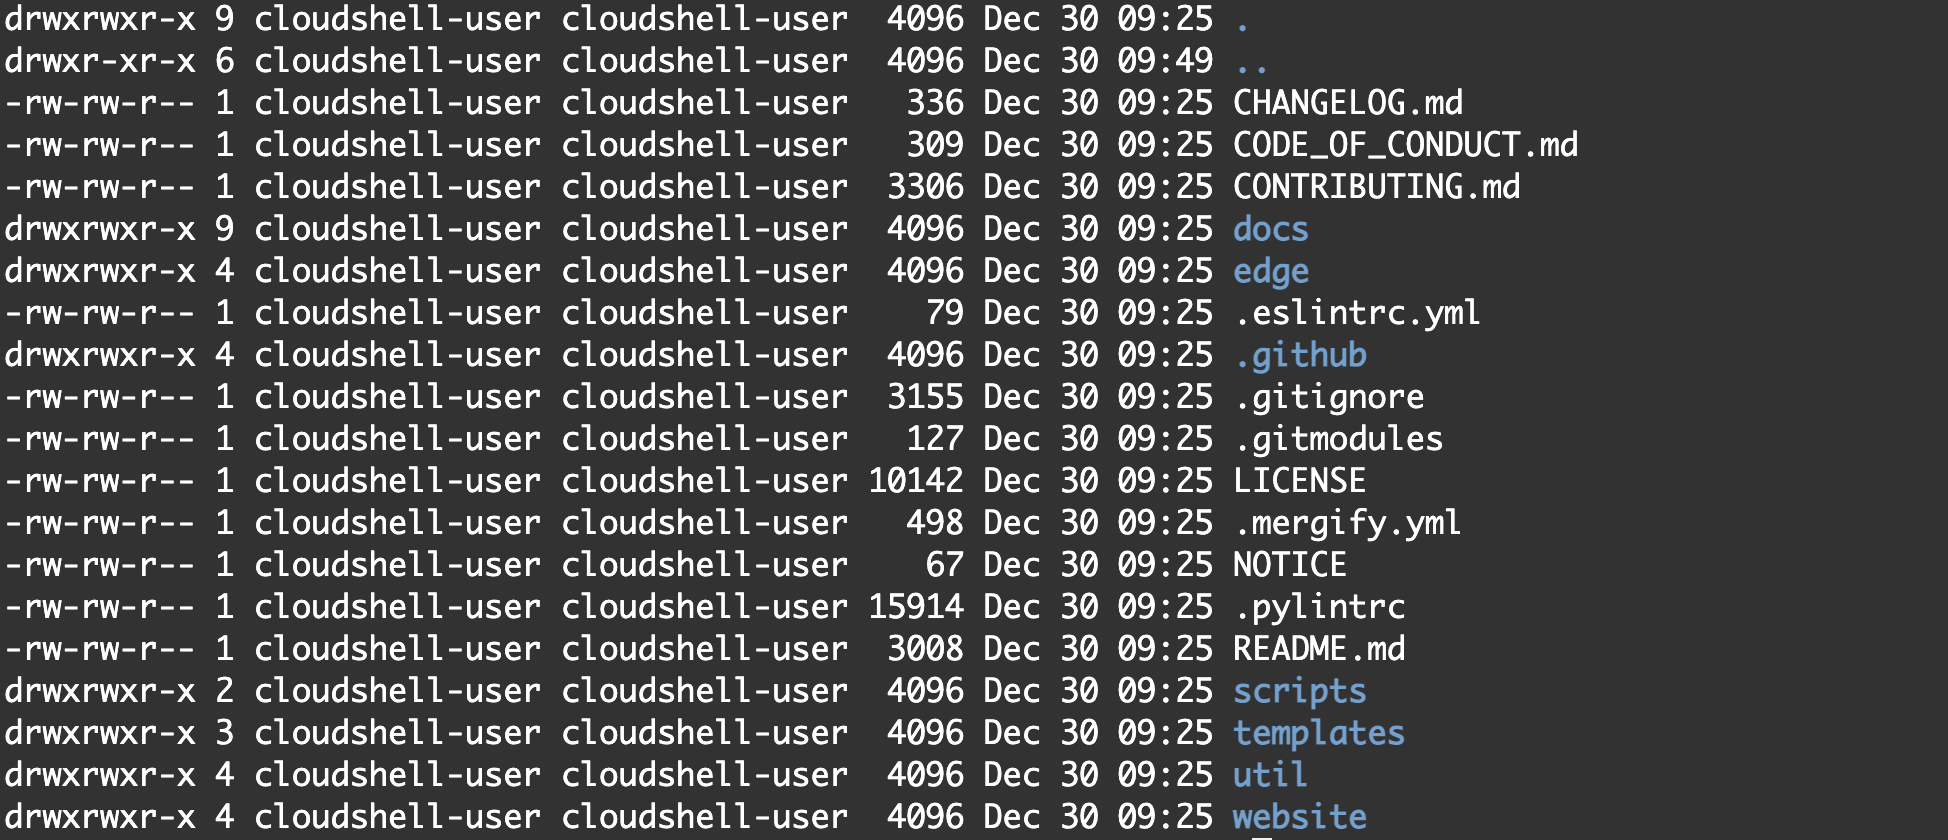 drwxrwxr-x 9 cloudshell-user cloudshell-user  4096 Dec 30 09:25 .
drwxr-xr-x 6 cloudshell-user cloudshell-user  4096 Dec 30 09:49 ..
-rw-rw-r-- 1 cloudshell-user cloudshell-user   336 Dec 30 09:25 CHANGELOG.md
-rw-rw-r-- 1 cloudshell-user cloudshell-user   309 Dec 30 09:25 CODE_OF_CONDUCT.md
-rw-rw-r-- 1 cloudshell-user cloudshell-user  3306 Dec 30 09:25 CONTRIBUTING.md
drwxrwxr-x 9 cloudshell-user cloudshell-user  4096 Dec 30 09:25 docs
drwxrwxr-x 4 cloudshell-user cloudshell-user  4096 Dec 30 09:25 edge
-rw-rw-r-- 1 cloudshell-user cloudshell-user    79 Dec 30 09:25 .eslintrc.yml
drwxrwxr-x 4 cloudshell-user cloudshell-user  4096 Dec 30 09:25 .github
-rw-rw-r-- 1 cloudshell-user cloudshell-user  3155 Dec 30 09:25 .gitignore
-rw-rw-r-- 1 cloudshell-user cloudshell-user   127 Dec 30 09:25 .gitmodules
-rw-rw-r-- 1 cloudshell-user cloudshell-user 10142 Dec 30 09:25 LICENSE
-rw-rw-r-- 1 cloudshell-user cloudshell-user   498 Dec 30 09:25 .mergify.yml
-rw-rw-r-- 1 cloudshell-user cloudshell-user    67 Dec 30 09:25 NOTICE
-rw-rw-r-- 1 cloudshell-user cloudshell-user 15914 Dec 30 09:25 .pylintrc
-rw-rw-r-- 1 cloudshell-user cloudshell-user  3008 Dec 30 09:25 README.md
drwxrwxr-x 2 cloudshell-user cloudshell-user  4096 Dec 30 09:25 scripts
drwxrwxr-x 3 cloudshell-user cloudshell-user  4096 Dec 30 09:25 templates
drwxrwxr-x 4 cloudshell-user cloudshell-user  4096 Dec 30 09:25 util
drwxrwxr-x 4 cloudshell-user cloudshell-user  4096 Dec 30 09:25 website